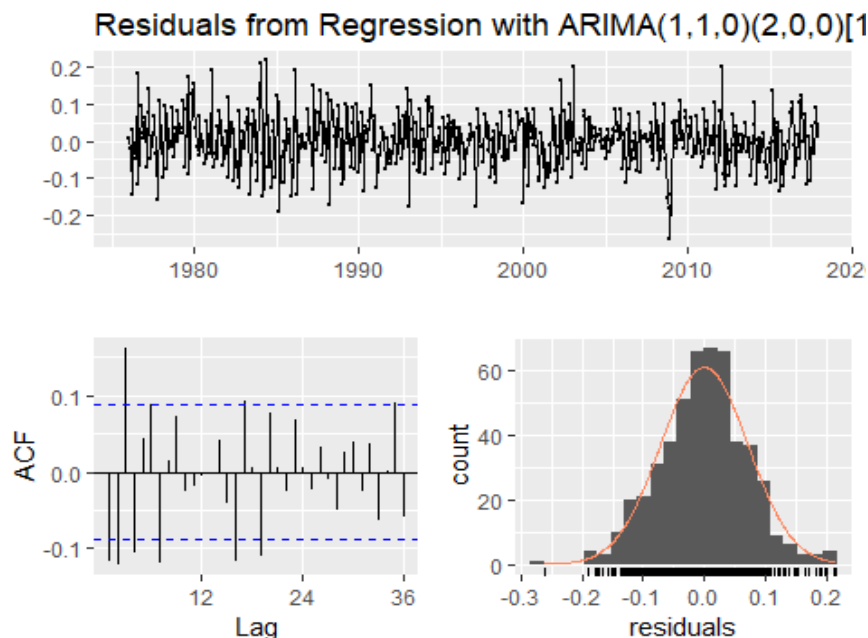 Residuals from Regression with ARIMA(1,1,0)(2,0,0)[1
0.2
0.1
0.0
-0.1
-0.2
1980 1990 2000 2010 2020
ACF
0.1
0.0
-0.1
12 24 36
Lag
count
60
40
20
0
-0.3 -0.2 -0.1 0.0 0.1 0.2
residuals